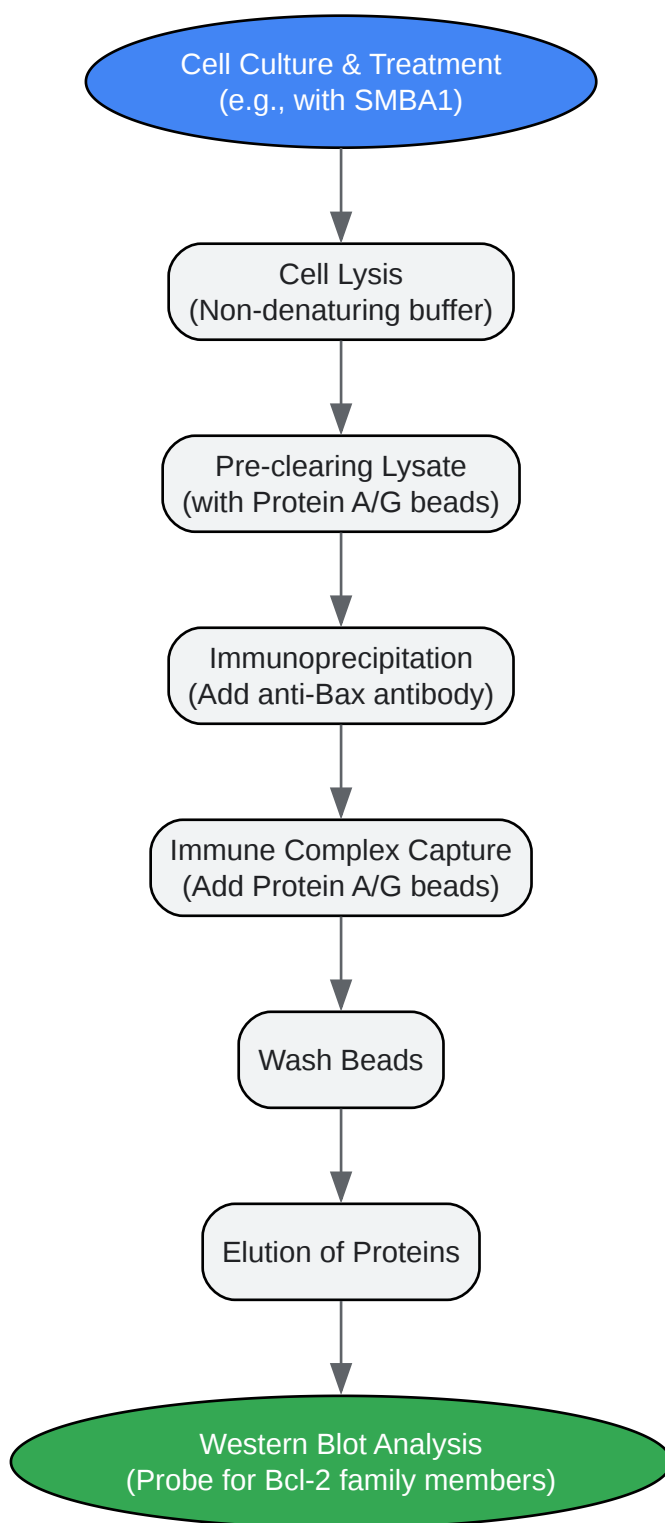 Cell Culture & Treatment
(e.g., with SMBA1)
Cell Lysis
(Non-denaturing buffer)
Pre-clearing Lysate
(with Protein A/G beads)
Immunoprecipitation
(Add anti-Bax antibody)
Immune Complex Capture
(Add Protein A/G beads)
Wash Beads
Elution of Proteins
Western Blot Analysis
(Probe for Bcl-2 family members)